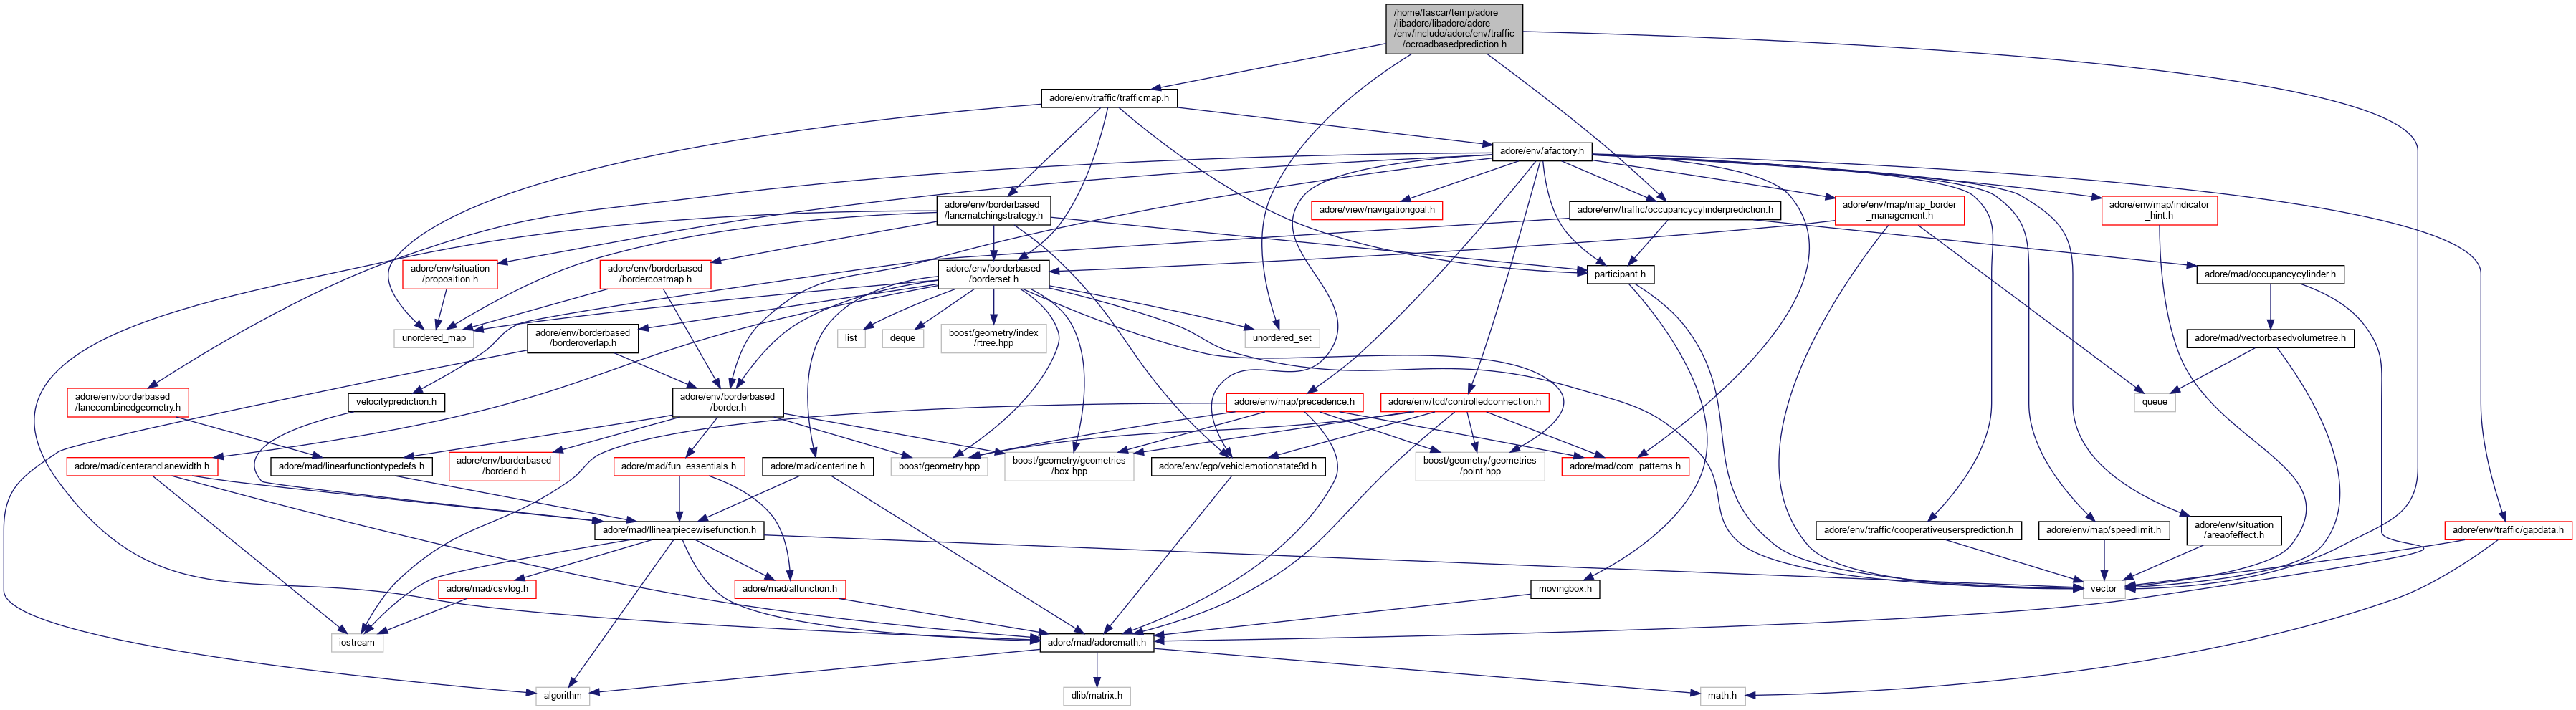 /home/fascar/temp/adore
/libadore/libadore/adore
/env/include/adore/env/traffic
/ocroadbasedprediction.h
adore/env/traffic/trafficmap.h
adore/env/afactory.h
adore/env/borderbased
/lanematchingstrategy.h
adore/view/navigationgoal.h
adore/env/traffic/occupancycylinderprediction.h
adore/env/map/map_border
_management.h
adore/env/map/indicator
_hint.h
adore/env/situation
/proposition.h
adore/env/borderbased
/bordercostmap.h
adore/env/borderbased
/borderset.h
participant.h
adore/mad/occupancycylinder.h
unordered_map
adore/env/borderbased
/borderoverlap.h
list
deque
boost/geometry/index
/rtree.hpp
unordered_set
adore/mad/vectorbasedvolumetree.h
adore/env/borderbased
/lanecombinedgeometry.h
velocityprediction.h
adore/env/borderbased
/border.h
adore/env/map/precedence.h
adore/env/tcd/controlledconnection.h
queue
adore/mad/centerandlanewidth.h
adore/mad/linearfunctiontypedefs.h
adore/env/borderbased
/borderid.h
adore/mad/fun_essentials.h
adore/mad/centerline.h
boost/geometry.hpp
boost/geometry/geometries
/box.hpp
adore/env/ego/vehiclemotionstate9d.h
boost/geometry/geometries
/point.hpp
adore/mad/com_patterns.h
adore/mad/llinearpiecewisefunction.h
adore/env/traffic/cooperativeusersprediction.h
adore/env/map/speedlimit.h
adore/env/situation
/areaofeffect.h
adore/env/traffic/gapdata.h
adore/mad/csvlog.h
adore/mad/alfunction.h
movingbox.h
vector
iostream
adore/mad/adoremath.h
algorithm
dlib/matrix.h
math.h